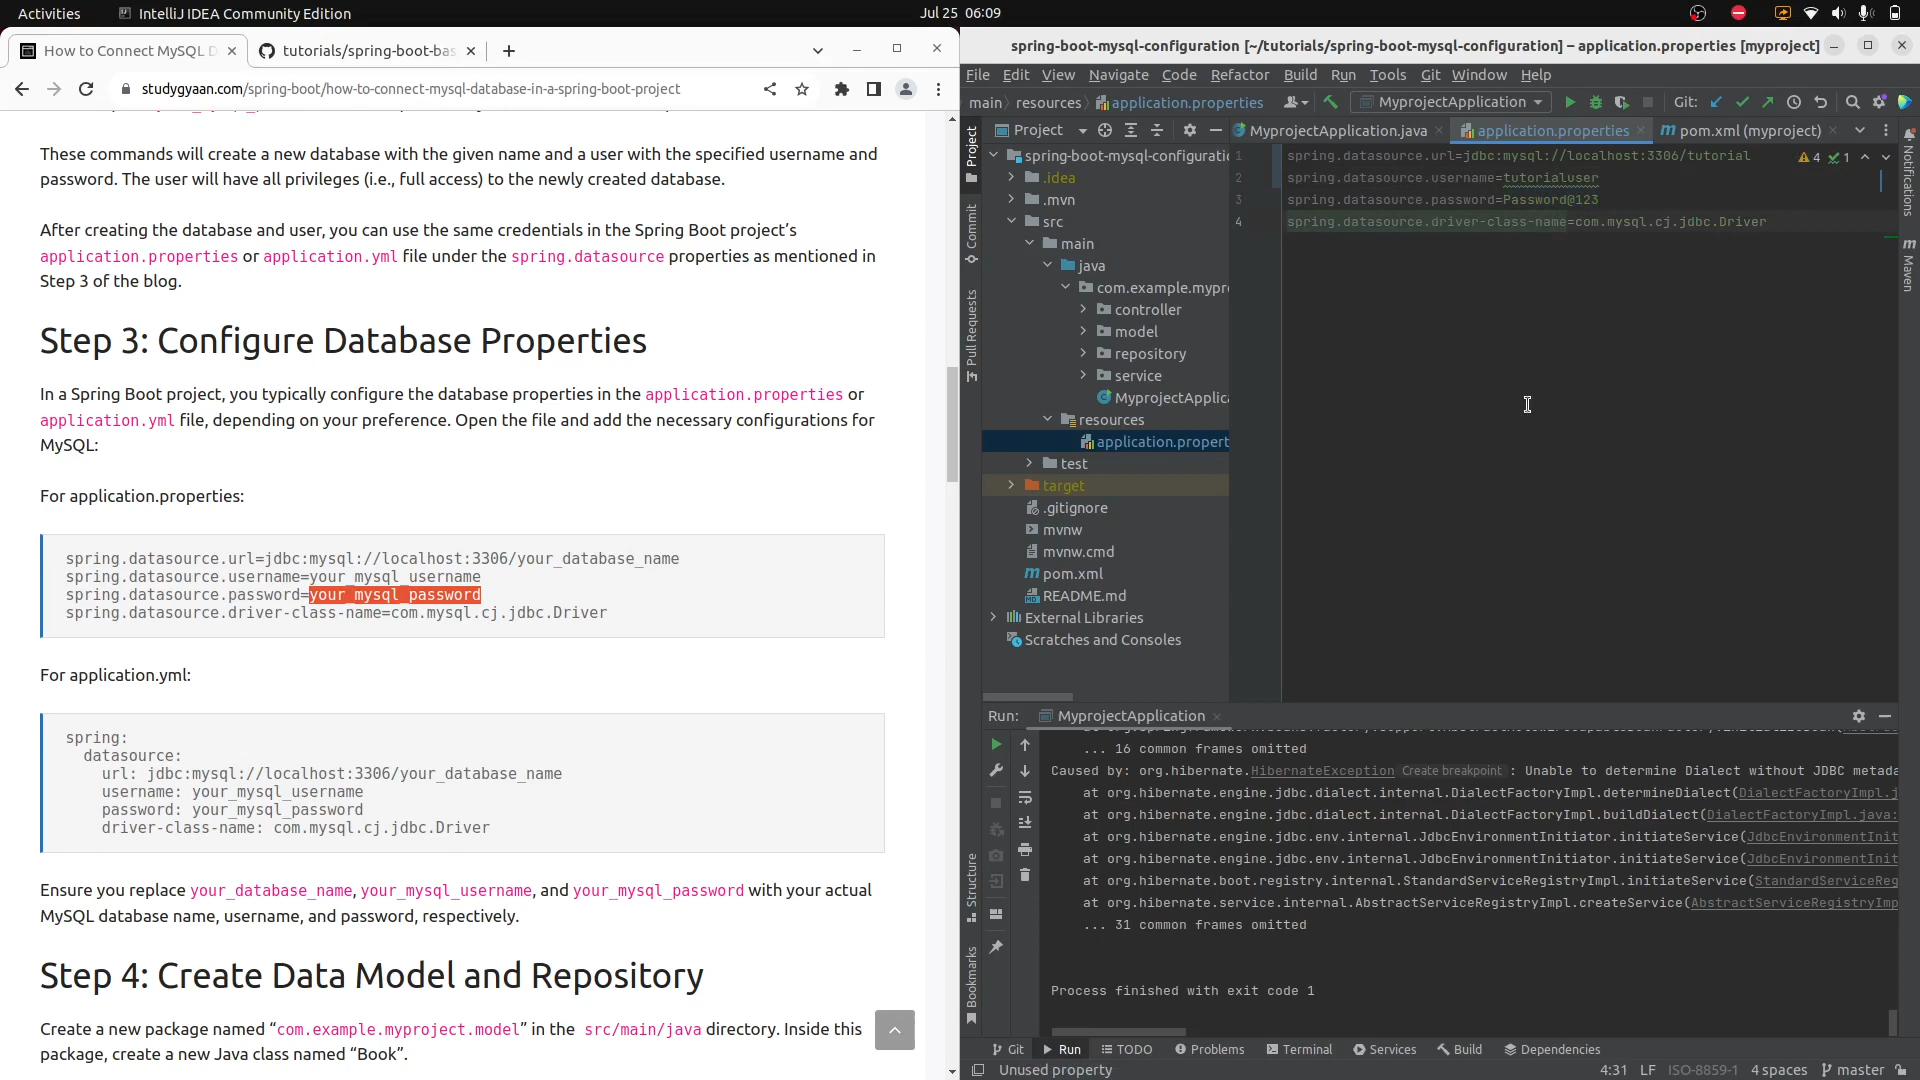 Activities
IntelliJ IDEA Community Edition
Jul 25 06:09
How to Connect MySQL D
tutorials/spring-boot-bas
studygyaan.com/spring-boot/how-to-connect-mysql-database-in-a-spring-boot-project
These commands will create a new database with the given name and a user with the specified username and
password. The user will have all privileges (i.e., full access) to the newly created database.
After creating the database and user, you can use the same credentials in the Spring Boot project’s
application.properties or application.yml file under the spring.datasource properties as mentioned in
Step 3 of the blog.
Step 3: Configure Database Properties
In a Spring Boot project, you typically configure the database properties in the application.properties or
application.yml file, depending on your preference. Open the file and add the necessary configurations for
MySQL:
For application.properties:
spring.datasource.url=jdbc:mysql://localhost:3306/your_database_name
spring.datasource.username=your_mysql_username
spring.datasource.password=your_mysql_password
spring.datasource.driver-class-name=com.mysql.cj.jdbc.Driver
For application.yml:
spring:
datasource:
url: jdbc:mysql://localhost:3306/your_database_name
username: your_mysql_username
password: your_mysql_password
driver-class-name: com.mysql.cj.jdbc.Driver
Ensure you replace your_database_name, your_mysql_username, and your_mysql_password with your actual
MySQL database name, username, and password, respectively.
Step 4: Create Data Model and Repository
Create a new package named “com.example.myproject.model” in the src/main/java directory. Inside this
package, create a new Java class named “Book”.
spring-boot-mysql-configuration [~/tutorials/spring-boot-mysql-configuration] – application.properties [myproject]
File Edit View Navigate Code Refactor Build Run Tools Git Window Help
main resources application.properties
MyprojectApplication
Git:
Project
MyprojectApplication.java
application.properties
pom.xml (myproject)
Project
Commit
Pull Requests
Structure
Bookmarks
Notifications
Maven
spring-boot-mysql-configuratio
.idea
.mvn
src
main
java
com.example.mypro
controller
model
repository
service
MyprojectApplica
resources
application.propert
test
target
.gitignore
mvnw
mvnw.cmd
pom.xml
README.md
External Libraries
Scratches and Consoles
1 spring.datasource.url=jdbc:mysql://localhost:3306/tutorial
2 spring.datasource.username=tutorialuser
3 spring.datasource.password=Password@123
4 spring.datasource.driver-class-name=com.mysql.cj.jdbc.Driver
4 1
Run: MyprojectApplication
... 16 common frames omitted
Caused by: org.hibernate.HibernateException Create breakpoint : Unable to determine Dialect without JDBC metada
at org.hibernate.engine.jdbc.dialect.internal.DialectFactoryImpl.determineDialect(DialectFactoryImpl.j
at org.hibernate.engine.jdbc.dialect.internal.DialectFactoryImpl.buildDialect(DialectFactoryImpl.java:
at org.hibernate.engine.jdbc.env.internal.JdbcEnvironmentInitiator.initiateService(JdbcEnvironmentInit
at org.hibernate.engine.jdbc.env.internal.JdbcEnvironmentInitiator.initiateService(JdbcEnvironmentInit
at org.hibernate.boot.registry.internal.StandardServiceRegistryImpl.initiateService(StandardServiceReg
at org.hibernate.service.internal.AbstractServiceRegistryImpl.createService(AbstractServiceRegistryImp
... 31 common frames omitted
Process finished with exit code 1
Git Run TODO Problems Terminal Services Build Dependencies
Unused property
4:31 LF ISO-8859-1 4 spaces master